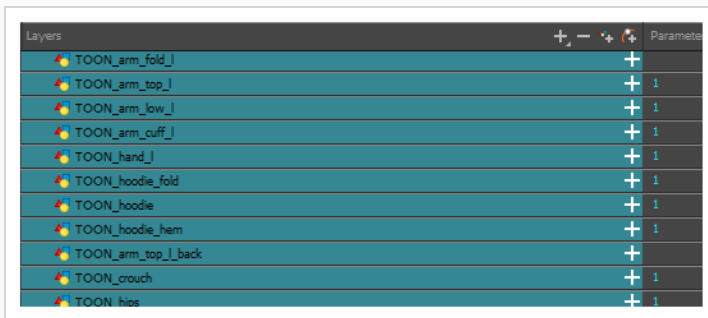 Layers Parameter
TOON_arm_fold_l
TOON_arm_top_l 1
TOON_arm_low_l 1
TOON_arm_cuff_l 1
TOON_hand_l 1
TOON_hoodie_fold 1
TOON_hoodie 1
TOON_hoodie_hem 1
TOON_arm_top_l_back
TOON_crouch 1
TOON_hips 1